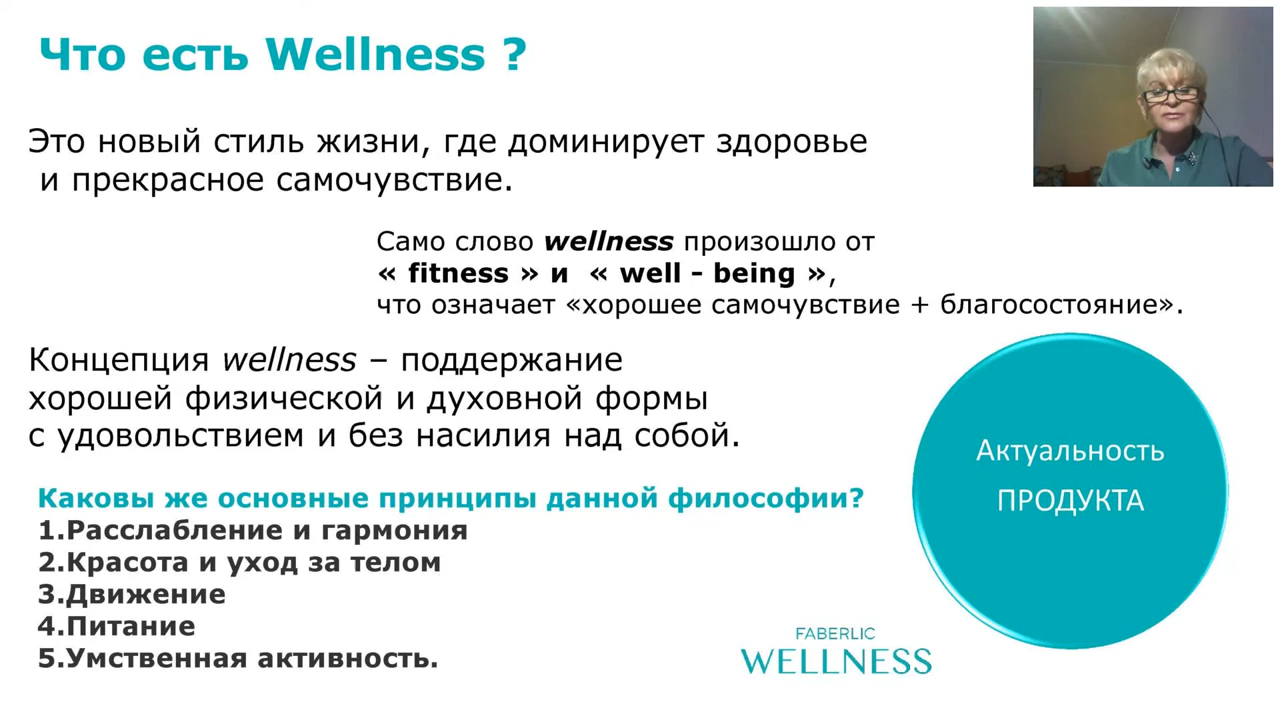 Что есть Wellness ?
Это новый стиль жизни, где доминирует здоровье
и прекрасное самочувствие.
Само слово wellness произошло от
« fitness » и « well - being »,
что означает «хорошее самочувствие + благосостояние».
Концепция wellness – поддержание
хорошей физической и духовной формы
с удовольствием и без насилия над собой.
Каковы же основные принципы данной философии?
1.Расслабление и гармония
2.Красота и уход за телом
3.Движение
4.Питание
5.Умственная активность.
Актуальность
ПРОДУКТА
FABERLIC
WELLNESS